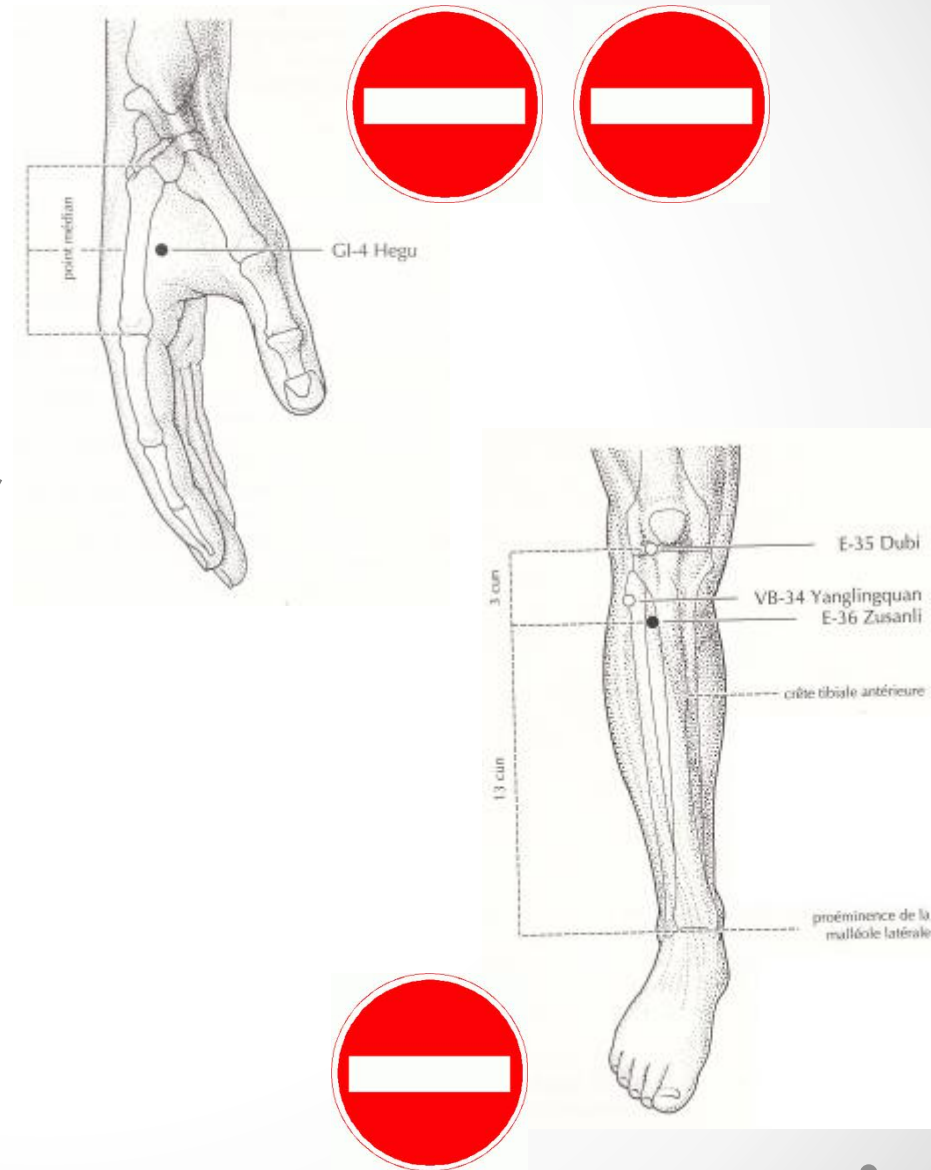 point médian
GI-4 Hegu
E-35 Dubi
3 cun
VB-34 Yanglingquan
E-36 Zusanli
crête tibiale antérieure
13 cun
proéminence de la
malléole latérale